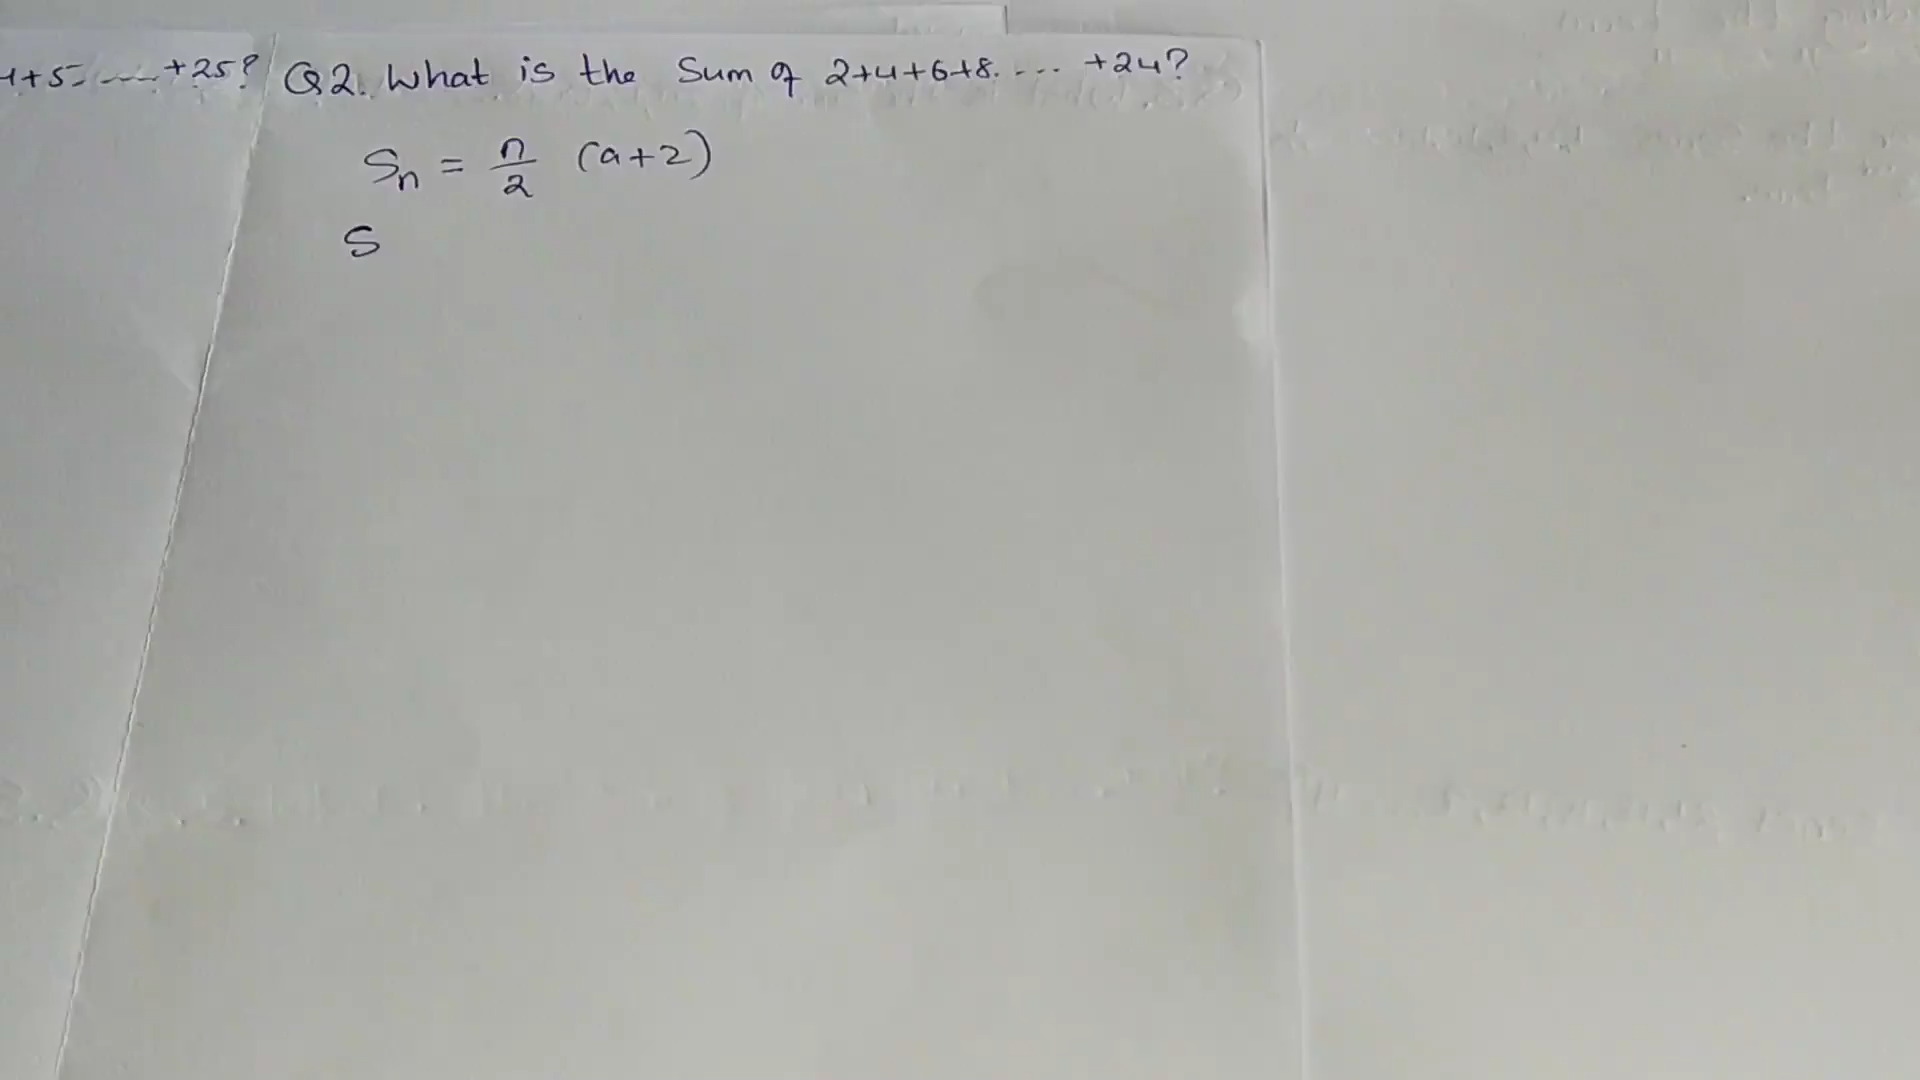 +5- ---- +25? Q2. What is the Sum of 2+4+6+8. --- +24?
Sn = n/2 (a+2)
S